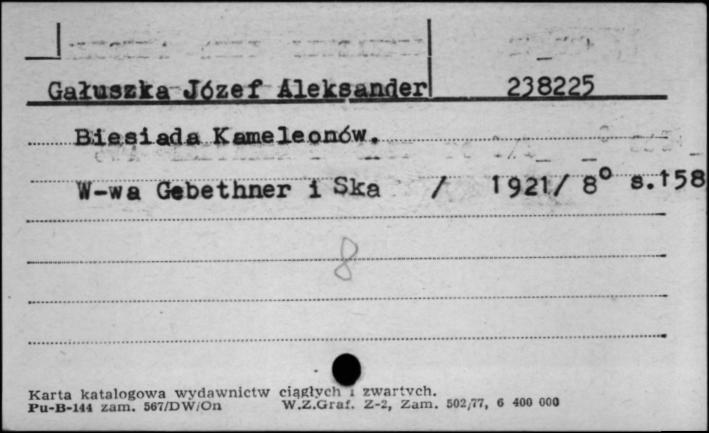 Gałuszka Józef Aleksander 238225
Biesiada Kameleonów.
W-wa Gebethner i Ska / 1921/ 8° s.158
8
Karta katalogowa wydawnictw ciągłych i zwartych.
Pu-B-144 zam. 567/DW/On W.Z.Graf. Z-2, Zam. 502/77, 6 400 000